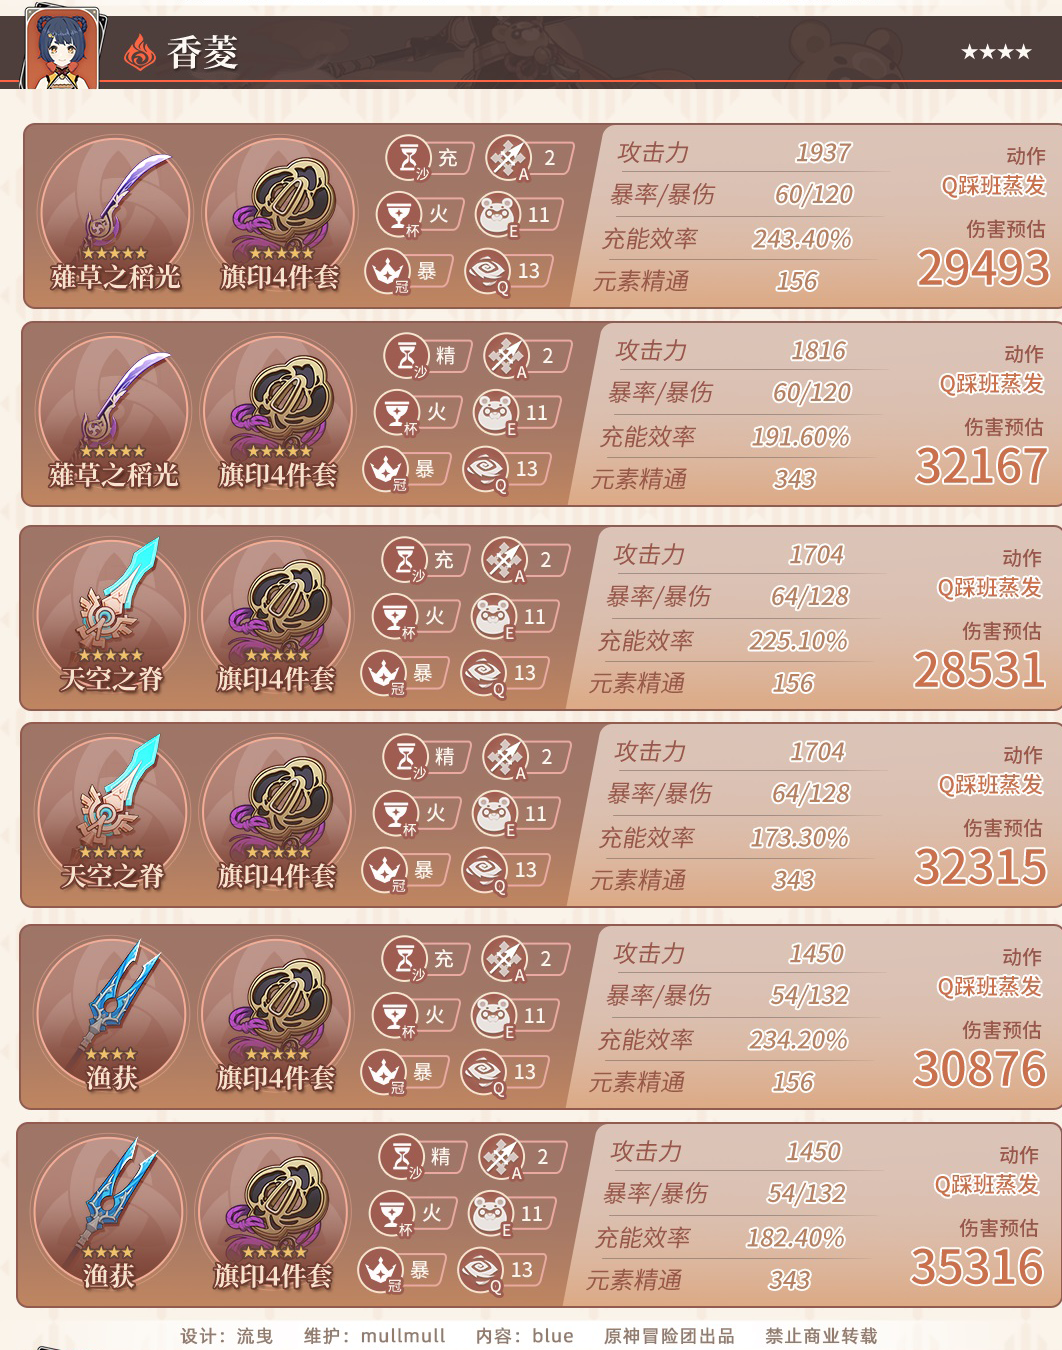 香菱
★★★★
★★★★★
薙草之稻光
★★★★★
旗印4件套
沙 充
A 2
杯 火
E 11
冠 暴
Q 13
攻击力 1937
暴率/暴伤 60/120
充能效率 243.40%
元素精通 156
动作
Q踩班蒸发
伤害预估
29493
★★★★★
薙草之稻光
★★★★★
旗印4件套
沙 精
A 2
杯 火
E 11
冠 暴
Q 13
攻击力 1816
暴率/暴伤 60/120
充能效率 191.60%
元素精通 343
动作
Q踩班蒸发
伤害预估
32167
★★★★★
天空之脊
★★★★★
旗印4件套
沙 充
A 2
杯 火
E 11
冠 暴
Q 13
攻击力 1704
暴率/暴伤 64/128
充能效率 225.10%
元素精通 156
动作
Q踩班蒸发
伤害预估
28531
★★★★★
天空之脊
★★★★★
旗印4件套
沙 精
A 2
杯 火
E 11
冠 暴
Q 13
攻击力 1704
暴率/暴伤 64/128
充能效率 173.30%
元素精通 343
动作
Q踩班蒸发
伤害预估
32315
★★★★
渔获
★★★★★
旗印4件套
沙 充
A 2
杯 火
E 11
冠 暴
Q 13
攻击力 1450
暴率/暴伤 54/132
充能效率 234.20%
元素精通 156
动作
Q踩班蒸发
伤害预估
30876
★★★★
渔获
★★★★★
旗印4件套
沙 精
A 2
杯 火
E 11
冠 暴
Q 13
攻击力 1450
暴率/暴伤 54/132
充能效率 182.40%
元素精通 343
动作
Q踩班蒸发
伤害预估
35316
设计：流曳 维护：mullmull 内容：blue 原神冒险团出品 禁止商业转载